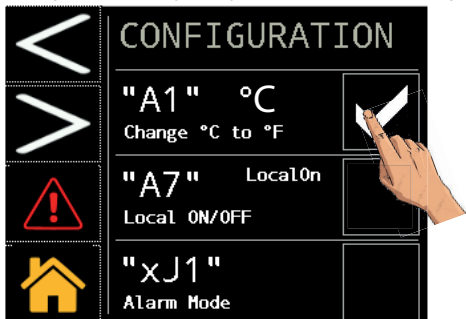 CONFIGURATION
"A1" °C
Change °C to °F
"A7" LocalOn
Local ON/OFF
"xJ1"
Alarm Mode